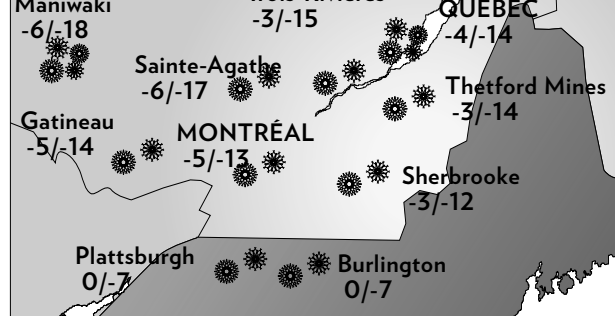 Maniwaki
-6/-18
-3/-15
QUÉBEC
-4/-14
Sainte-Agathe
-6/-17
Thetford Mines
-3/-14
Gatineau
-5/-14
MONTRÉAL
-5/-13
Sherbrooke
-3/-12
Plattsburgh
0/-7
Burlington
0/-7